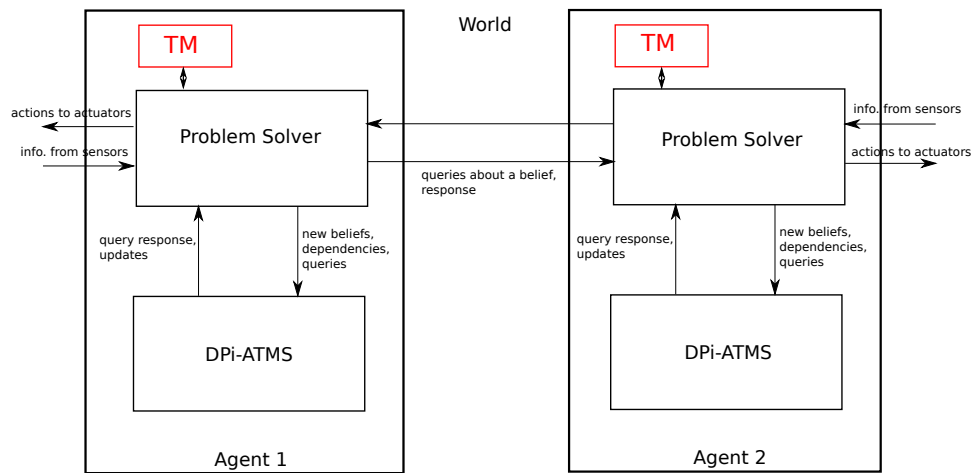 World
TM
actions to actuators
info. from sensors
Problem Solver
query response,
updates
new beliefs,
dependencies,
queries
DPi-ATMS
Agent 1
queries about a belief,
response
TM
Problem Solver
info. from sensors
actions to actuators
query response,
updates
new beliefs,
dependencies,
queries
DPi-ATMS
Agent 2